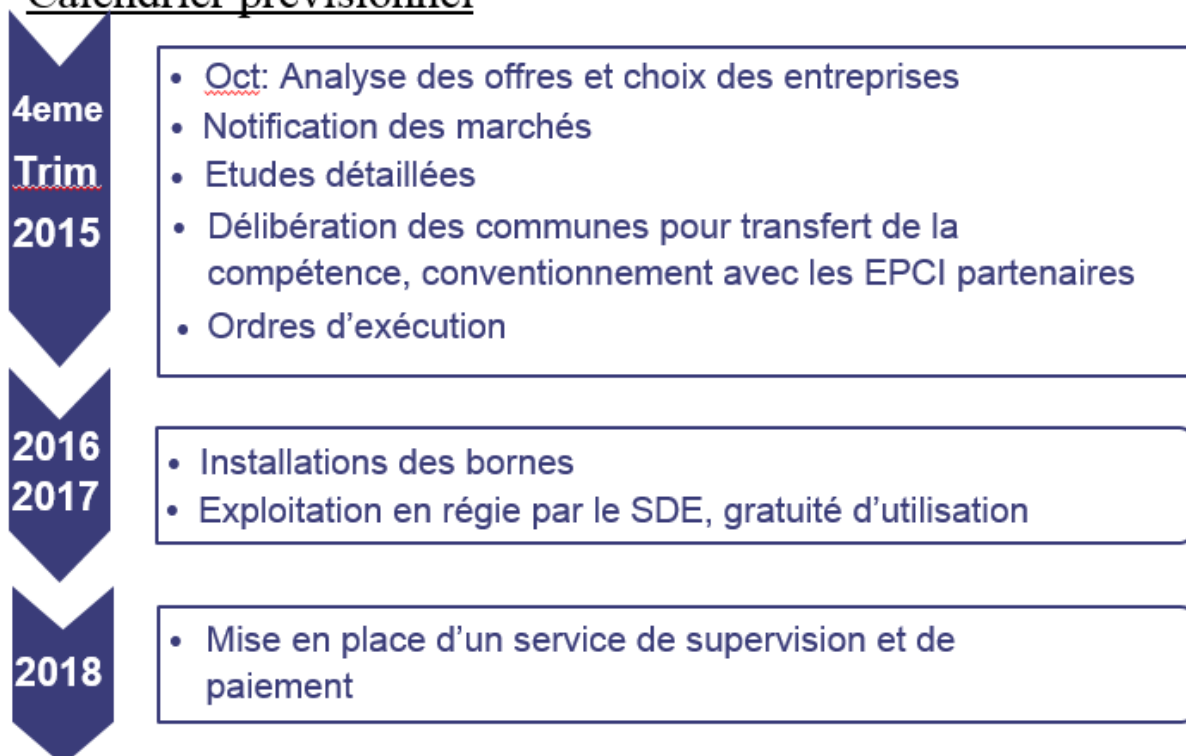 Calendrier prévisionnel
4eme
Trim
2015
• Oct: Analyse des offres et choix des entreprises
• Notification des marchés
• Etudes détaillées
• Délibération des communes pour transfert de la
compétence, conventionnement avec les EPCI partenaires
• Ordres d’exécution
2016
2017
• Installations des bornes
• Exploitation en régie par le SDE, gratuité d’utilisation
2018
• Mise en place d’un service de supervision et de
paiement